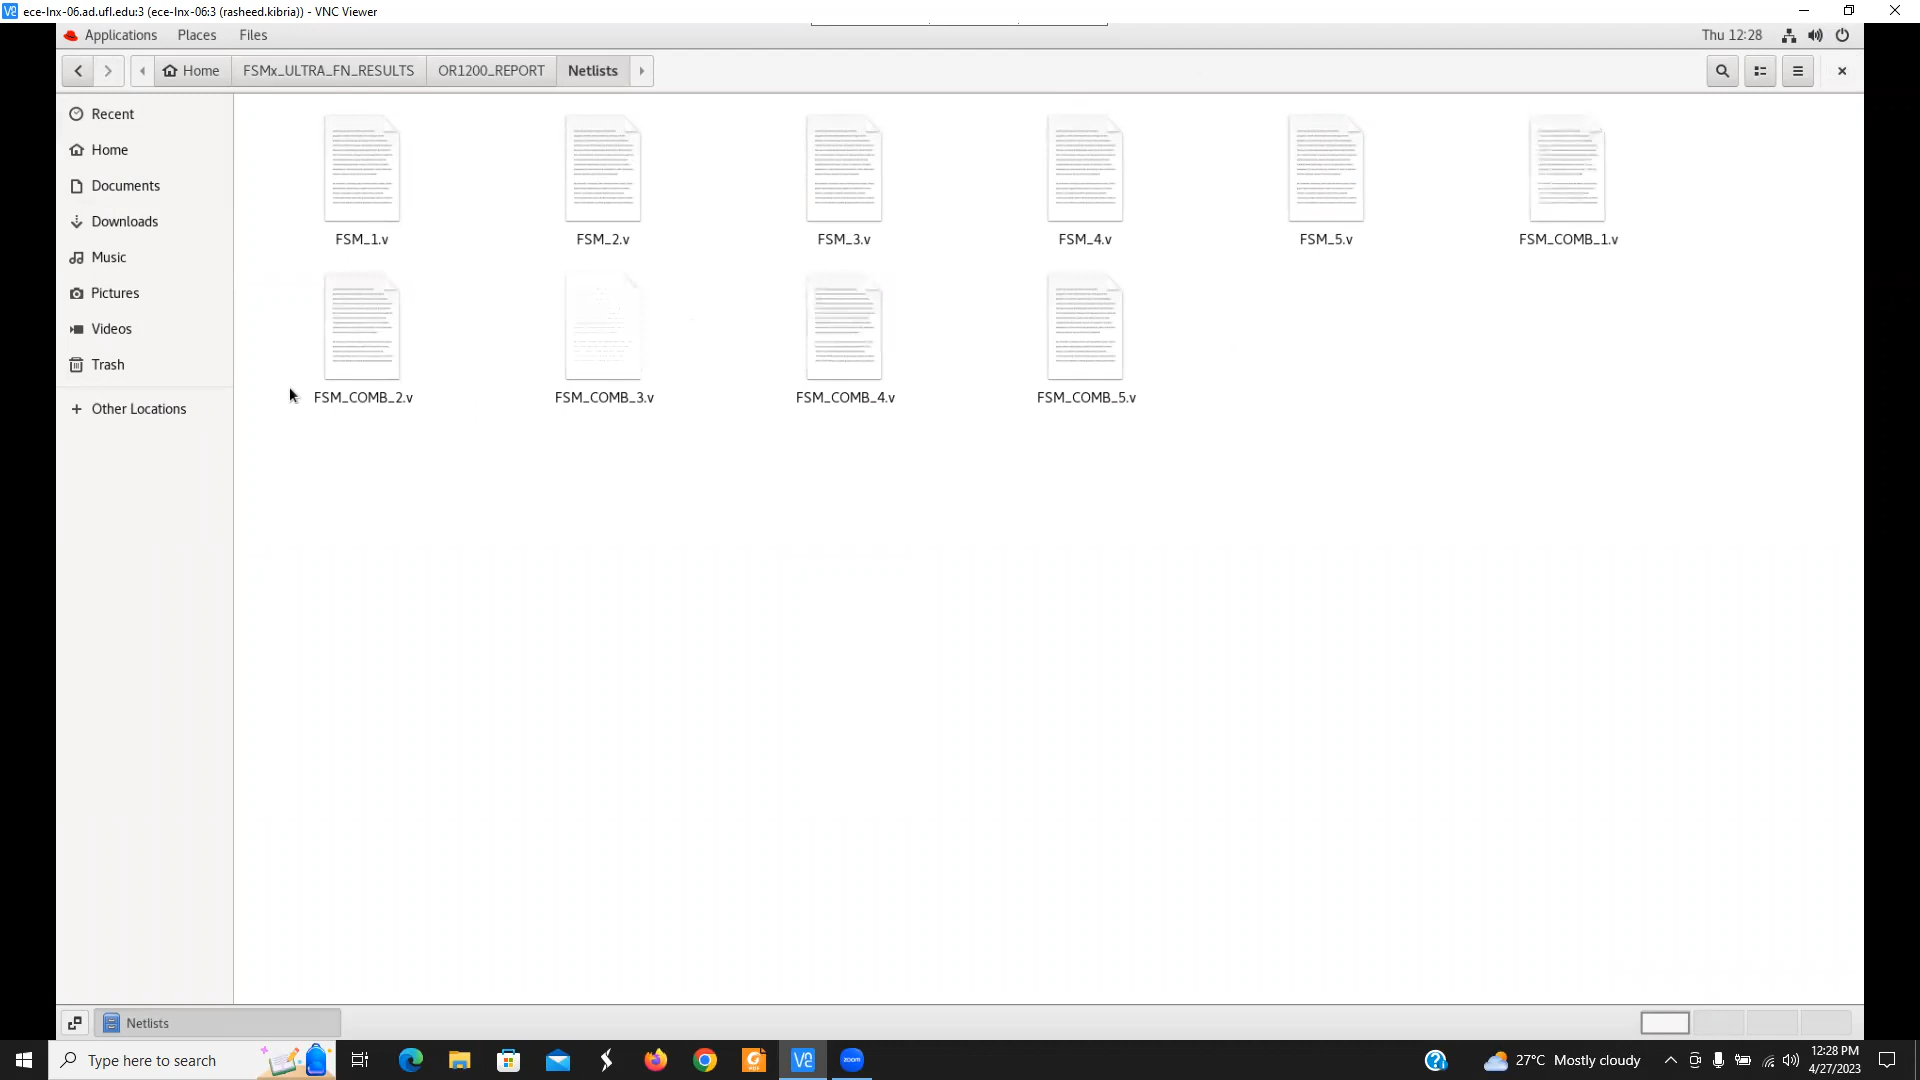 ece-lnx-06.ad.ufl.edu:3 (ece-lnx-06:3 (rasheed.kibria)) - VNC Viewer
Applications Places Files Thu 12:28
Home FSMx_ULTRA_FN_RESULTS OR1200_REPORT Netlists
Recent
Home
Documents
Downloads
Music
Pictures
Videos
Trash
Other Locations
FSM_1.v FSM_2.v FSM_3.v FSM_4.v FSM_5.v FSM_COMB_1.v
FSM_COMB_2.v FSM_COMB_3.v FSM_COMB_4.v FSM_COMB_5.v
Netlists
Type here to search
zoom
27°C Mostly cloudy
12:28 PM
4/27/2023